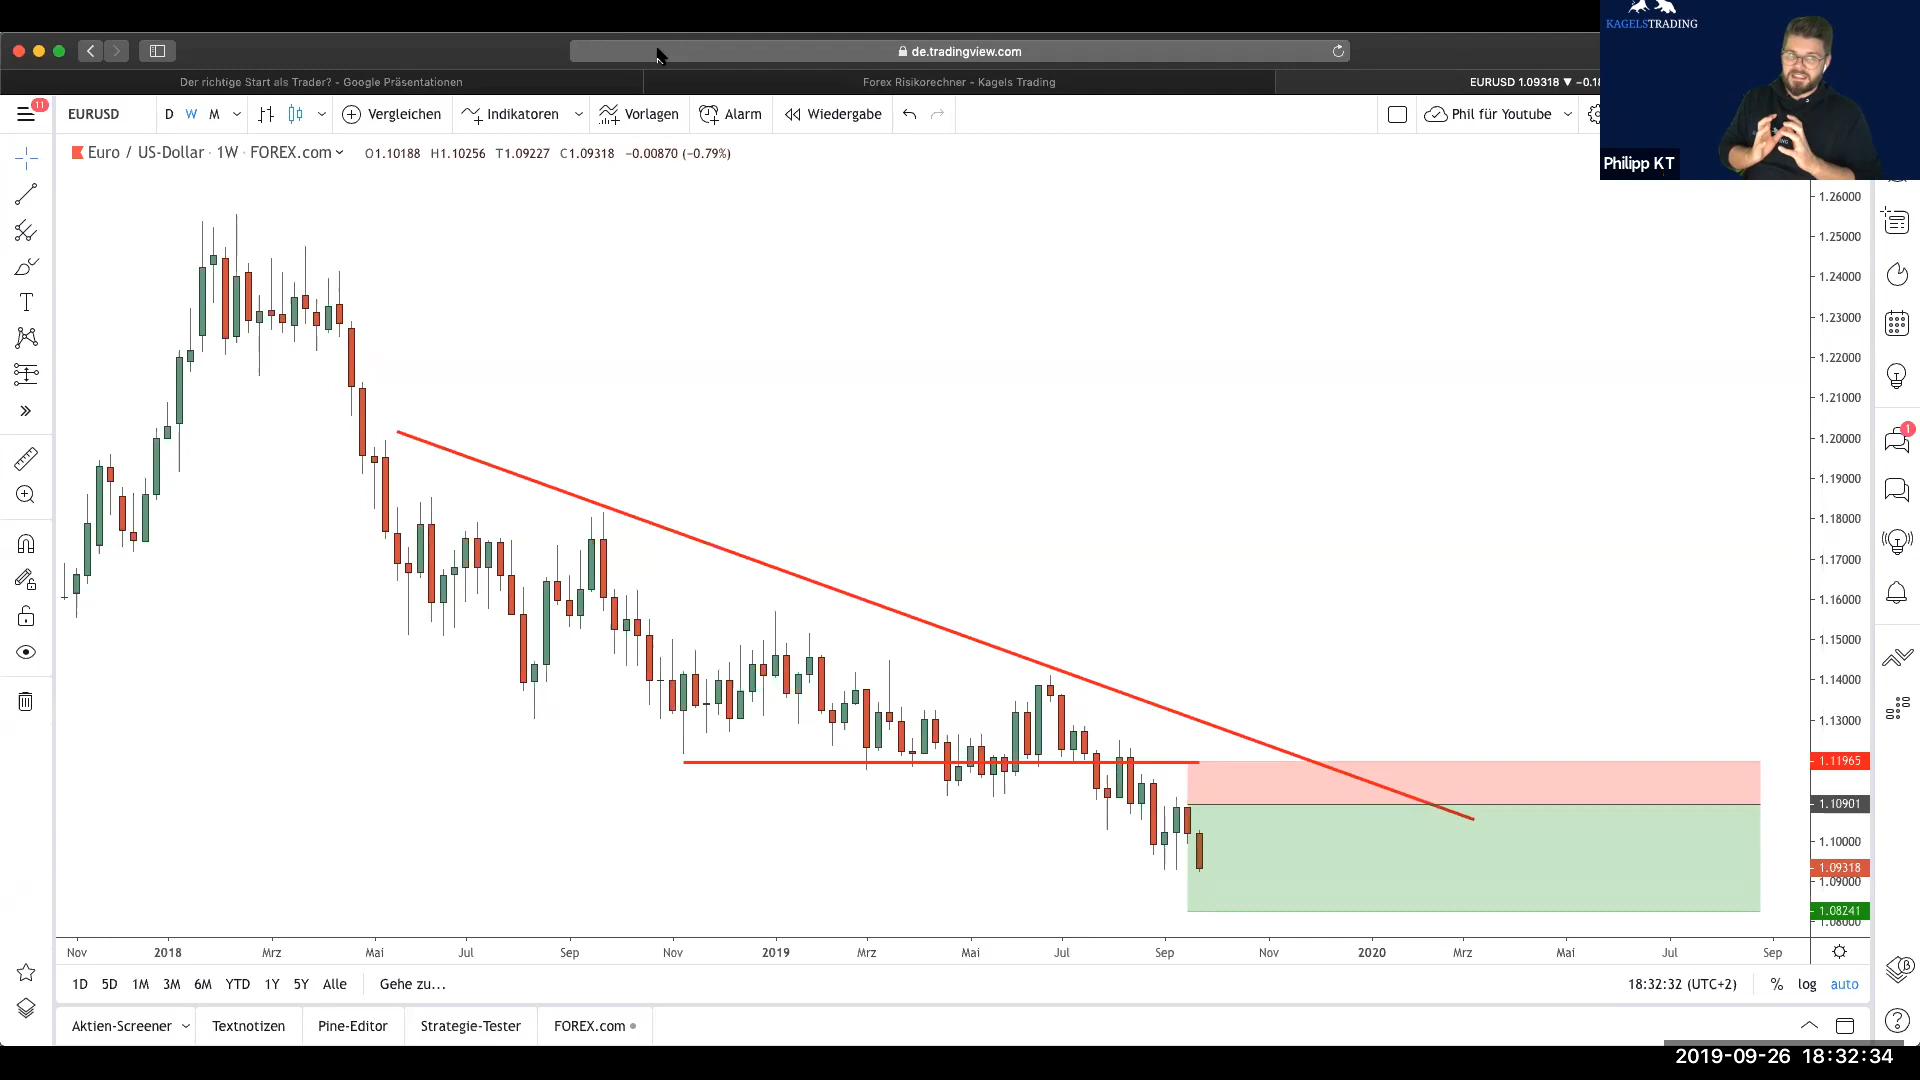 KAGELSTRADING
Philipp KT
de.tradingview.com
Der richtige Start als Trader? - Google Präsentationen
Forex Risikorechner - Kagels Trading
EURUSD 1.09318 ▼ −0.18
11
EURUSD
D
W
M
Vergleichen
Indikatoren
Vorlagen
Alarm
Wiedergabe
Phil für Youtube
Euro / US-Dollar · 1W · FOREX.com
O1.10188 H1.10256 T1.09227 C1.09318 −0.00870 (−0.79%)
1.26000
1.25000
1.24000
1.23000
1.22000
1.21000
1.20000
1.19000
1.18000
1.17000
1.16000
1.15000
1.14000
1.13000
1.11965
1.10901
1.10000
1.09318
1.09000
1.08241
1.08000
1
Nov 2018 Mrz Mai Jul Sep Nov 2019 Mrz Mai Jul Sep Nov 2020 Mrz Mai Jul Sep
1D 5D 1M 3M 6M YTD 1Y 5Y Alle Gehe zu...
18:32:32 (UTC+2) % log auto
Aktien-Screener Textnotizen Pine-Editor Strategie-Tester FOREX.com
2019-09-26 18:32:34